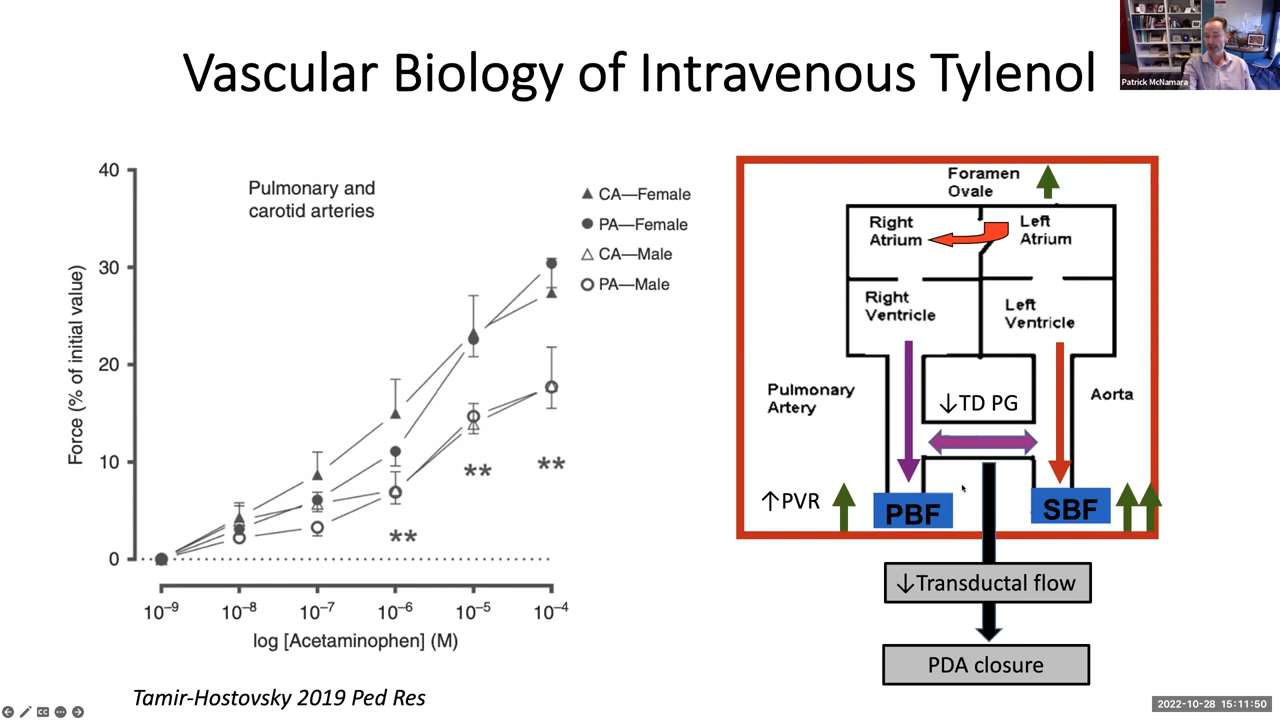 Vascular Biology of Intravenous Tylenol
Patrick McNamara
40
30
20
10
0
Force (% of initial value)
Pulmonary and
carotid arteries
CA—Female
PA—Female
CA—Male
PA—Male
**
**
**
10–9
10–8
10–7
10–6
10–5
10–4
log [Acetaminophen] (M)
Foramen
Ovale
Right
Atrium
Left
Atrium
Right
Ventricle
Left
Ventricle
Pulmonary
Artery
↓TD PG
Aorta
↑PVR
PBF
SBF
↓Transductal flow
PDA closure
Tamir-Hostovsky 2019 Ped Res
2022-10-28 15:11:50